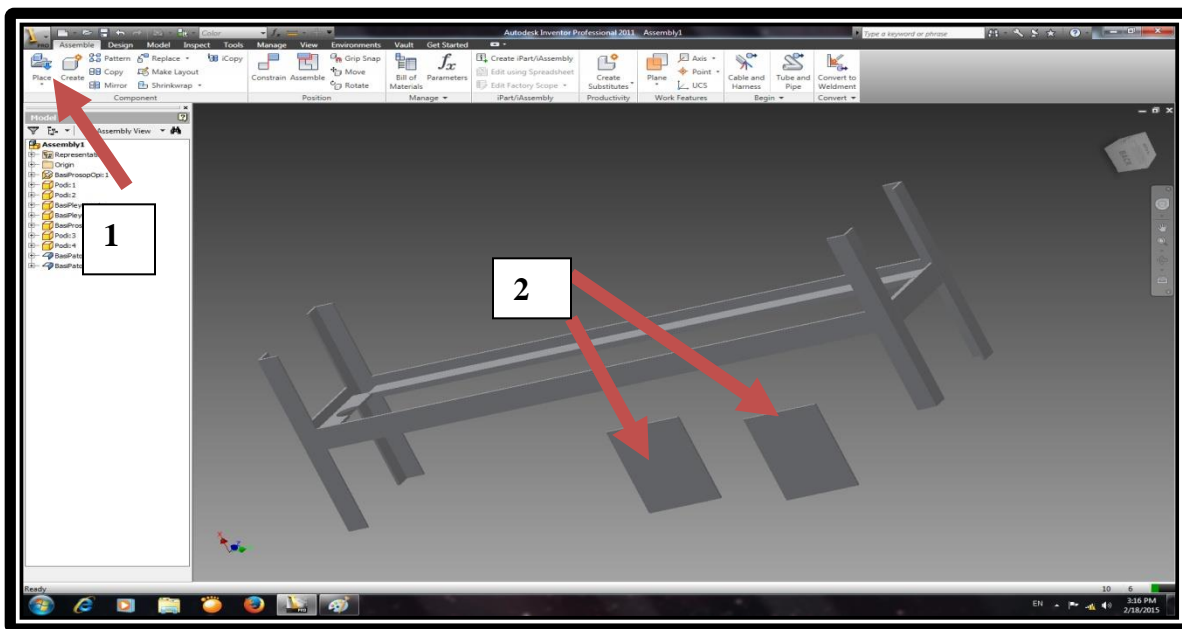 Color
Autodesk Inventor Professional 2011 Assembly1
Type a keyword or phrase
PRO Assemble Design Model Inspect Tools Manage View Environments Vault Get Started
Place
Create
Pattern Replace iCopy
Copy Make Layout
Mirror Shrinkwrap
Component
Constrain Assemble
Grip Snap
Move
Rotate
Position
Bill of Materials
Parameters
Manage
Create iPart/iAssembly
Edit using Spreadsheet
Edit Factory Scope
iPart/iAssembly
Create Substitutes
Productivity
Plane
Axis
Point
UCS
Work Features
Cable and Harness
Tube and Pipe
Begin
Convert to Weldment
Convert
Model
Assembly View
Assembly1
Origin
BasiProsopOpi:1
Podi:1
Podi:2
Podi:3
Podi:4
1
2
BACK
Ready
10 6
PRO
EN
3:16 PM
2/18/2015